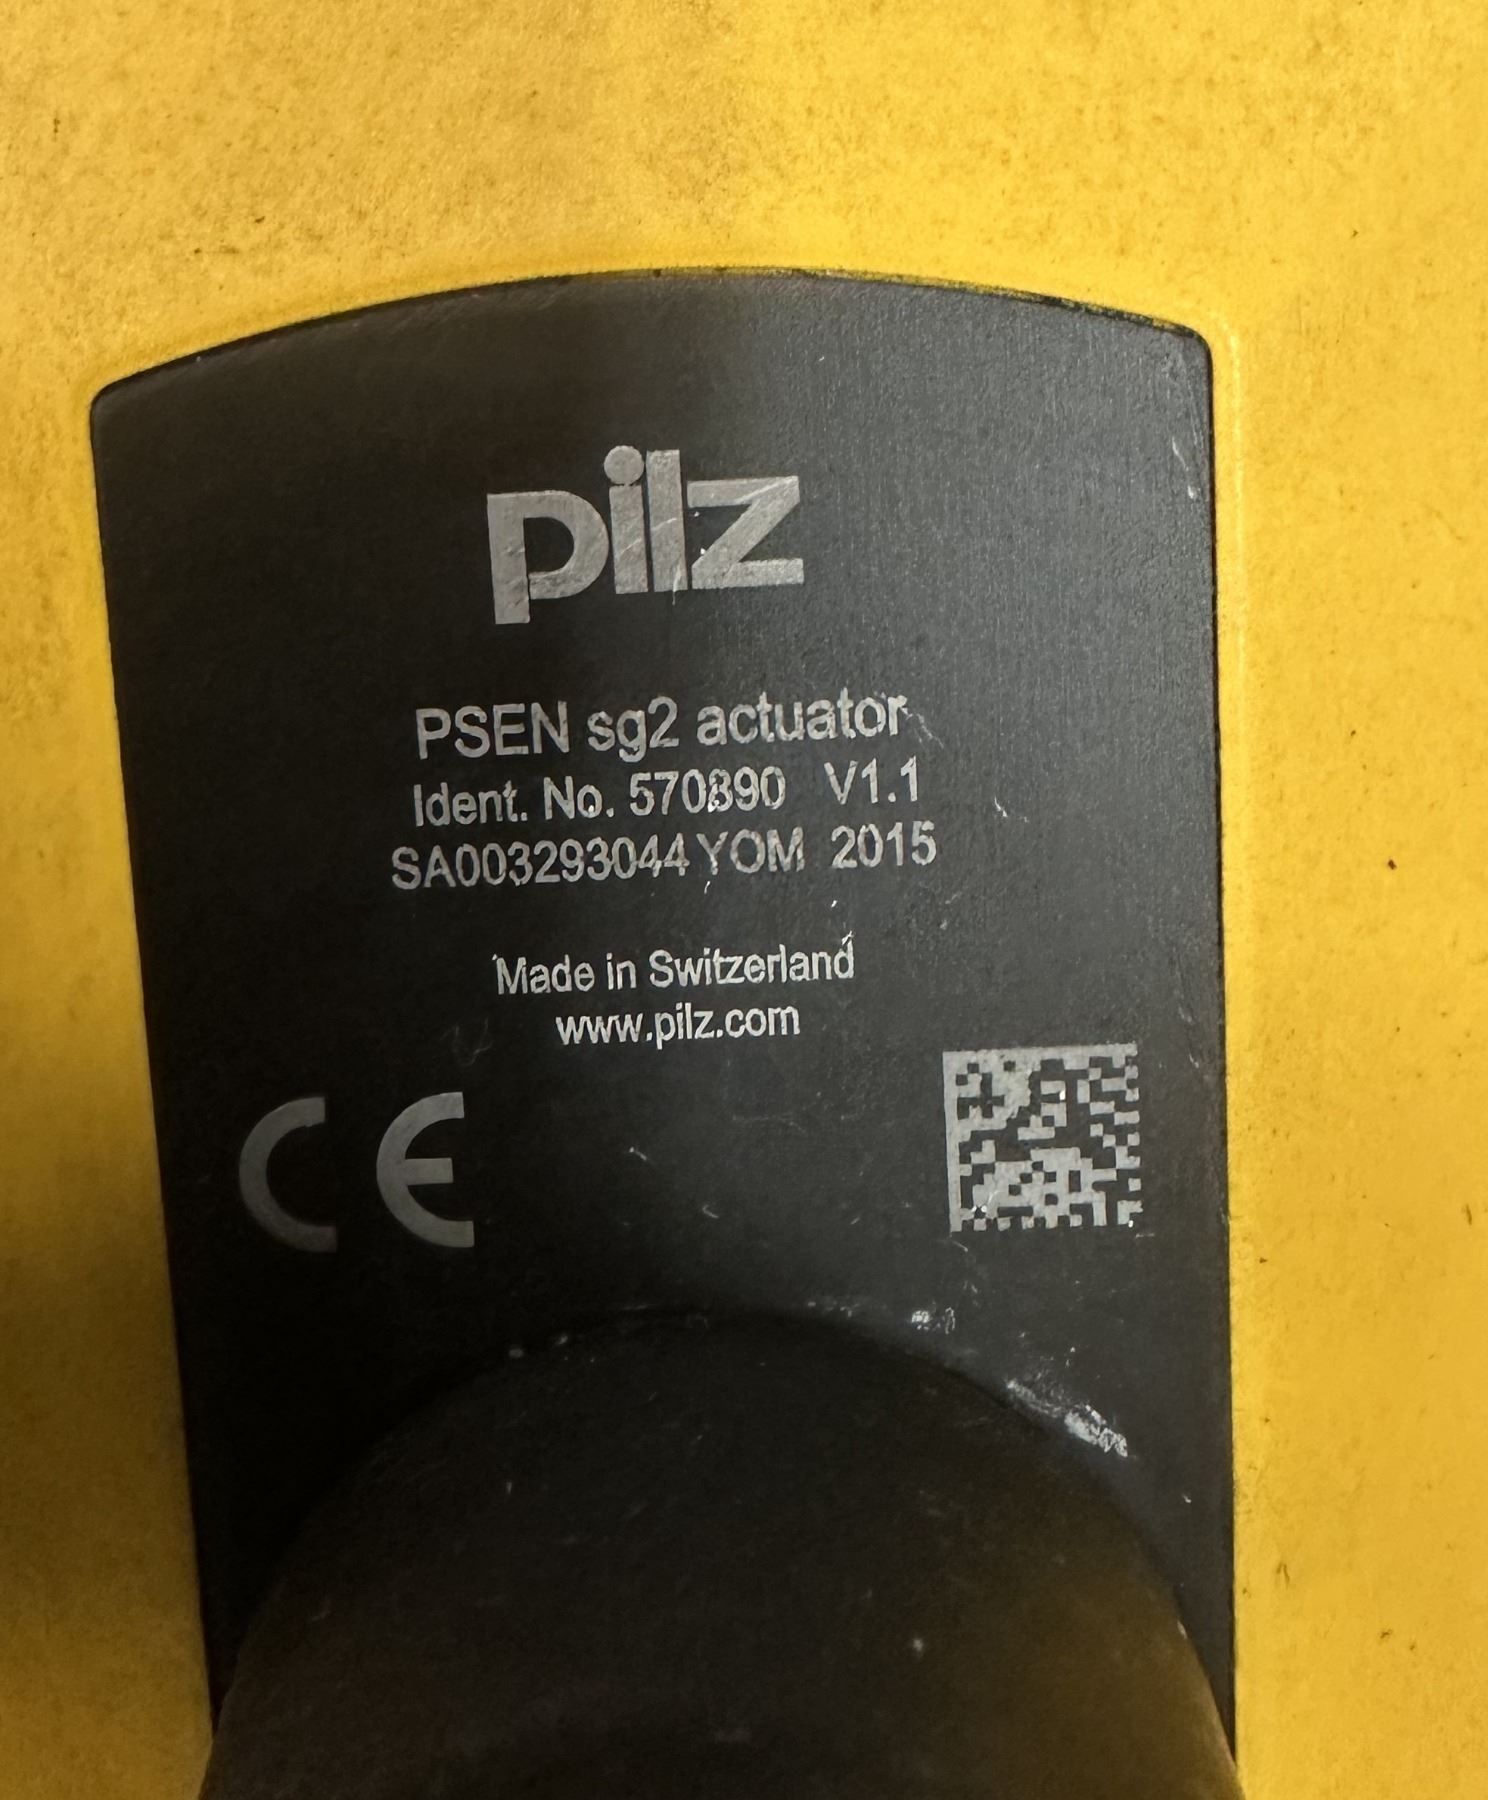 pilz
PSEN sg2 actuator
Ident. No. 570890 V1.1
SA003293044 YOM 2015
Made in Switzerland
www.pilz.com
CE